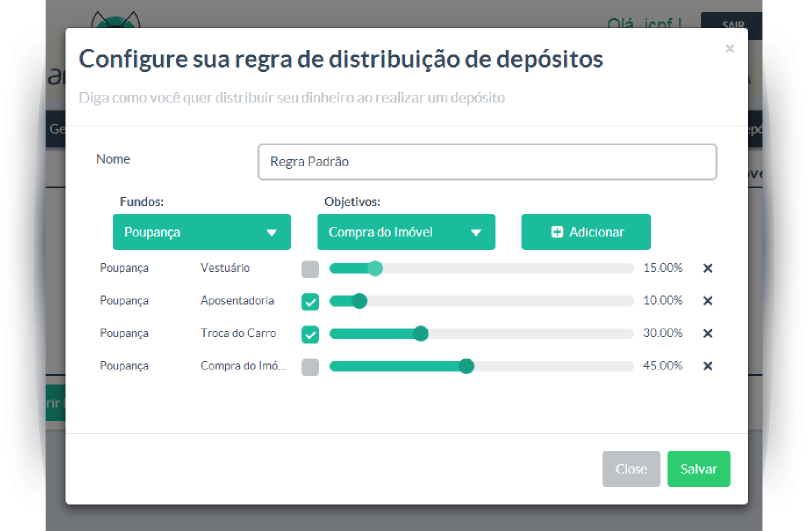 Olá, jcpf !
SAIR
Configure sua regra de distribuição de depósitos
×
Diga como você quer distribuir seu dinheiro ao realizar um depósito
Nome
Regra Padrão
Fundos:
Objetivos:
Poupança
Compra do Imóvel
Adicionar
Poupança Vestuário 15.00%
Poupança Aposentadoria 10.00%
Poupança Troca do Carro 30.00%
Poupança Compra do Imó... 45.00%
Close
Salvar